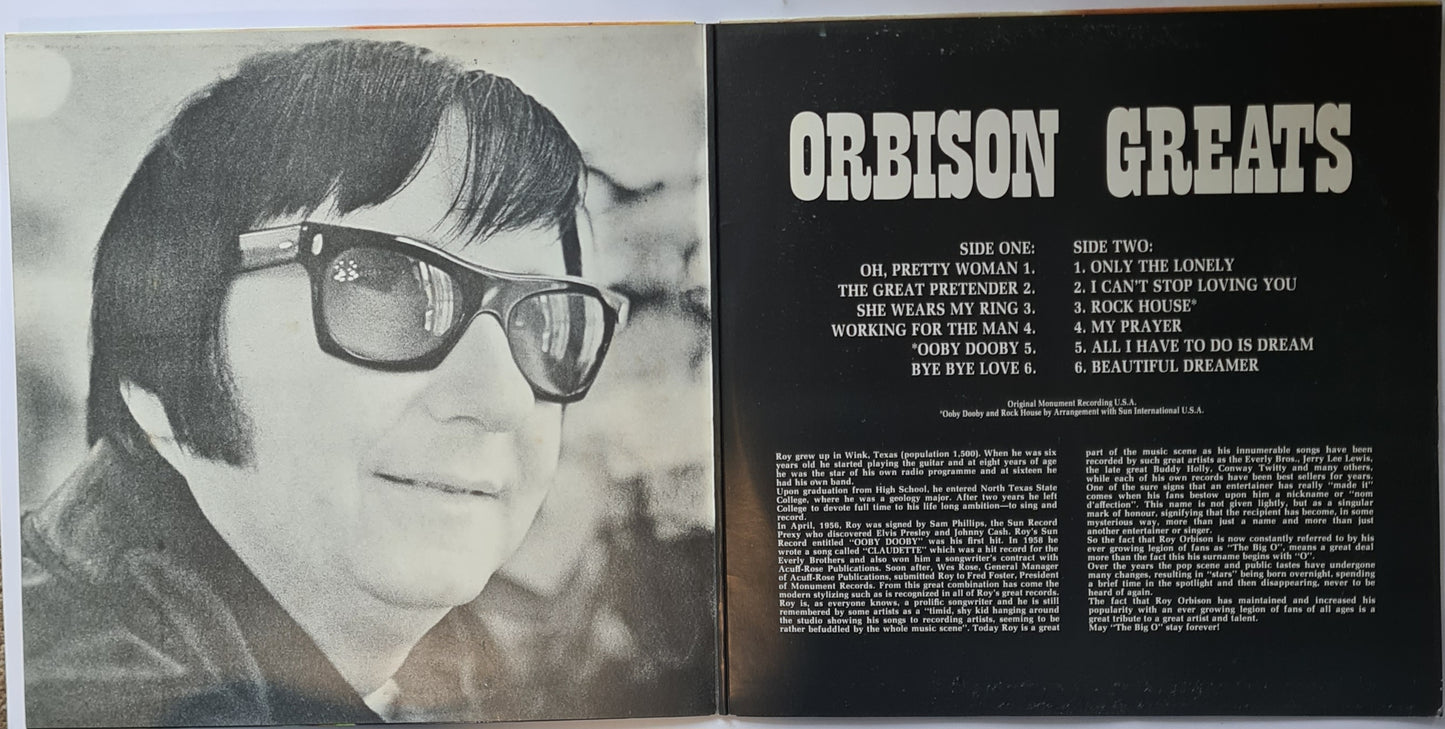 ORBISON GREATS
SIDE ONE:
OH, PRETTY WOMAN 1.
THE GREAT PRETENDER 2.
SHE WEARS MY RING 3.
WORKING FOR THE MAN 4.
*OOBY DOOBY 5.
BYE BYE LOVE 6.
SIDE TWO:
1. ONLY THE LONELY
2. I CAN'T STOP LOVING YOU
3. ROCK HOUSE*
4. MY PRAYER
5. ALL I HAVE TO DO IS DREAM
6. BEAUTIFUL DREAMER
Original Monument Recording U.S.A.
*Ooby Dooby and Rock House by Arrangement with Sun International U.S.A.
Roy grew up in Wink, Texas (population 1,500). When he was six
years old he started playing the guitar and at eight years of age
he was the star of his own radio programme and at sixteen he
had his own band.
Upon graduation from High School, he entered North Texas State
College, where he was a geology major. After two years he left
College to devote full time to his life long ambition—to sing and
record.
In April, 1956, Roy was signed by Sam Phillips, the Sun Record
Prexy who discovered Elvis Presley and Johnny Cash. Roy's Sun
Record entitled "OOBY DOOBY" was his first hit. In 1958 he
wrote a song called "CLAUDETTE" which was a hit record for the
Everly Brothers and also won him a songwriter's contract with
Acuff-Rose Publications. Soon after, Wes Rose, General Manager
of Acuff-Rose Publications, submitted Roy to Fred Foster, President
of Monument Records. From this great combination has come the
modern stylizing such as is recognized in all of Roy's great records.
Roy is, as everyone knows, a prolific songwriter and he is still
remembered by some artists as a "timid, shy kid hanging around
the studio showing his songs to recording artists, seeming to be
rather befuddled by the whole music scene". Today Roy is a great
part of the music scene as his innumerable songs have been
recorded by such great artists as the Everly Bros., Jerry Lee Lewis,
the late great Buddy Holly, Conway Twitty and many others,
while each of his own records have been best sellers for years.
One of the sure signs that an entertainer has really "made it"
comes when his fans bestow upon him a nickname or "nom
d'affection". This name is not given lightly, but as a singular
mark of honour, signifying that the recipient has become, in some
mysterious way, more than just a name and more than just
another entertainer or singer.
So the fact that Roy Orbison is now constantly referred to by his
ever growing legion of fans as "The Big O", means a great deal
more than the fact this his surname begins with "O".
Over the years the pop scene and public tastes have undergone
many changes, resulting in "stars" being born overnight, spending
a brief time in the spotlight and then disappearing, never to be
heard of again.
The fact that Roy Orbison has maintained and increased his
popularity with an ever growing legion of fans of all ages is a
great tribute to a great artist and talent.
May "The Big O" stay forever!